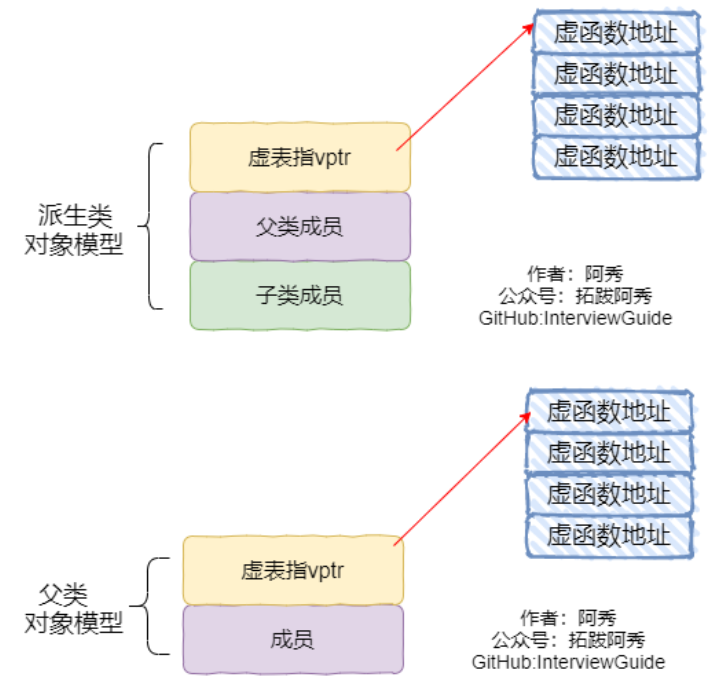 虚函数地址
虚函数地址
虚函数地址
虚函数地址
虚表指vptr
父类成员
子类成员
派生类
对象模型
作者：阿秀
公众号：拓跋阿秀
GitHub:InterviewGuide
虚函数地址
虚函数地址
虚函数地址
虚函数地址
虚表指vptr
成员
父类
对象模型
作者：阿秀
公众号：拓跋阿秀
GitHub:InterviewGuide